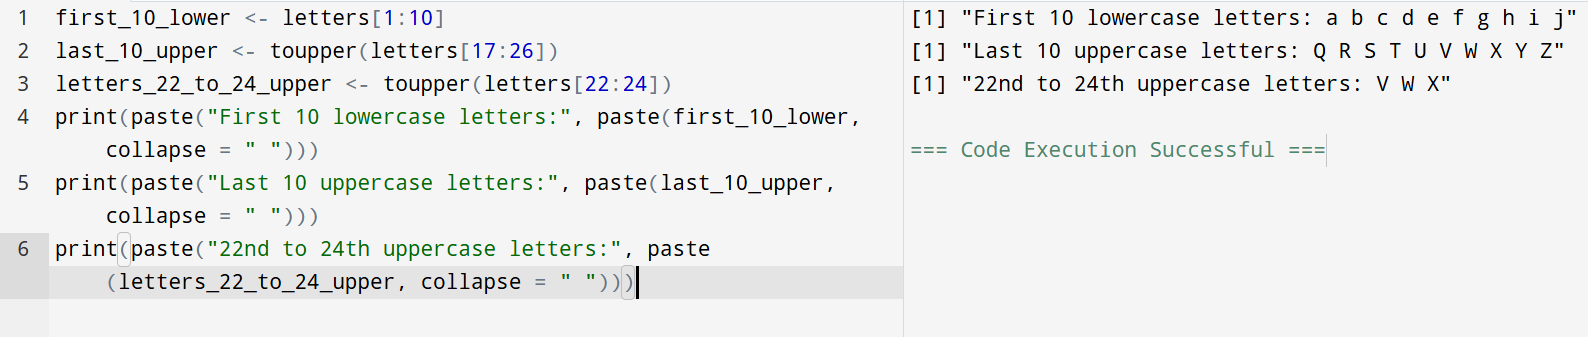 1 first_10_lower <- letters[1:10]
2 last_10_upper <- toupper(letters[17:26])
3 letters_22_to_24_upper <- toupper(letters[22:24])
4 print(paste("First 10 lowercase letters:", paste(first_10_lower,
collapse = " ")))
5 print(paste("Last 10 uppercase letters:", paste(last_10_upper,
collapse = " ")))
6 print(paste("22nd to 24th uppercase letters:", paste
(letters_22_to_24_upper, collapse = " ")))
[1] "First 10 lowercase letters: a b c d e f g h i j"
[1] "Last 10 uppercase letters: Q R S T U V W X Y Z"
[1] "22nd to 24th uppercase letters: V W X"
=== Code Execution Successful ===